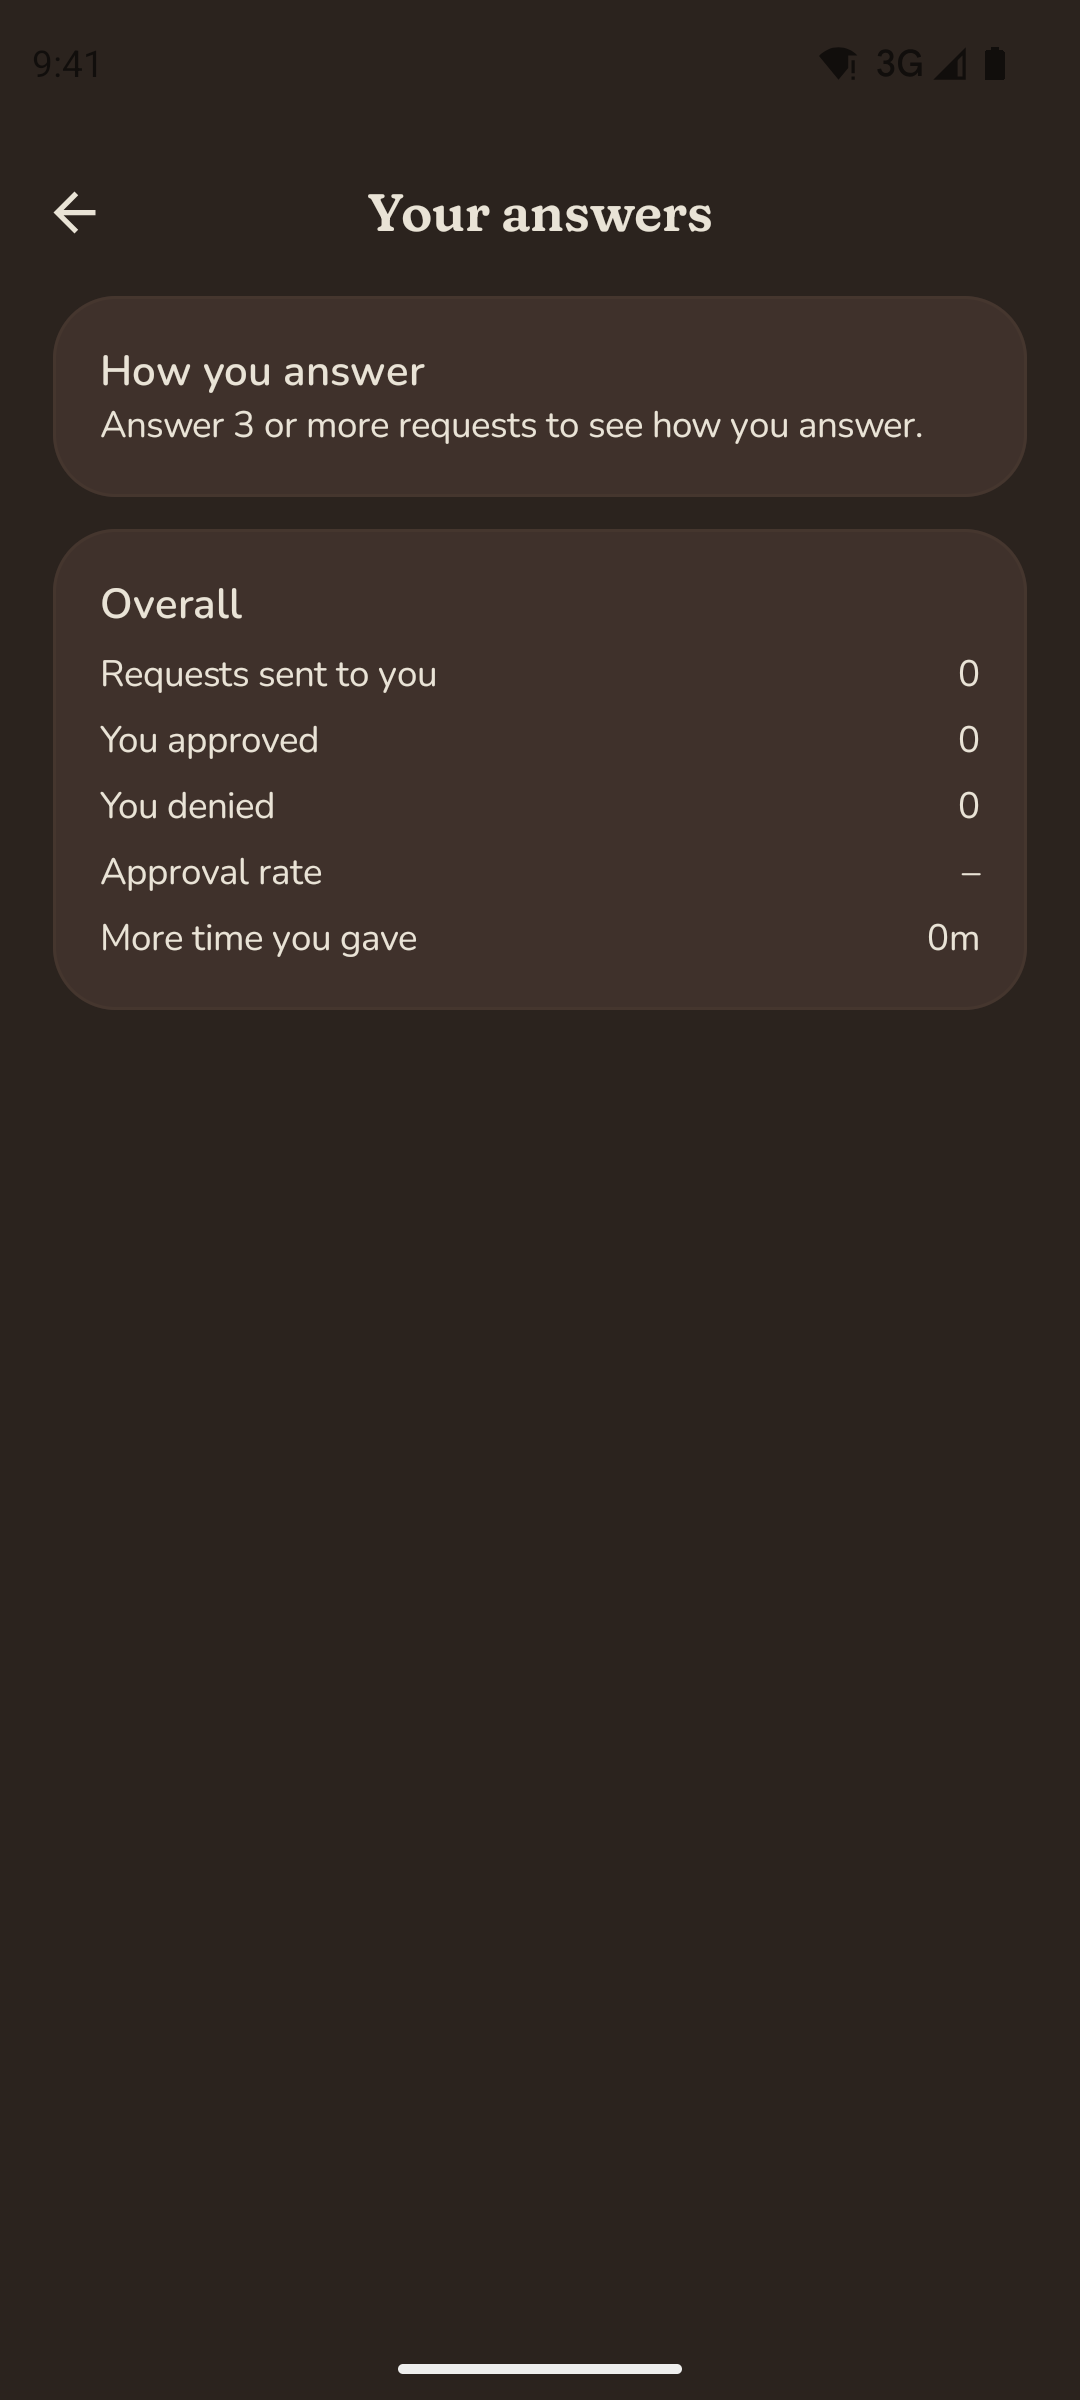 9:41
3G
Your answers
How you answer
Answer 3 or more requests to see how you answer.
Overall
Requests sent to you 0
You approved 0
You denied 0
Approval rate –
More time you gave 0m